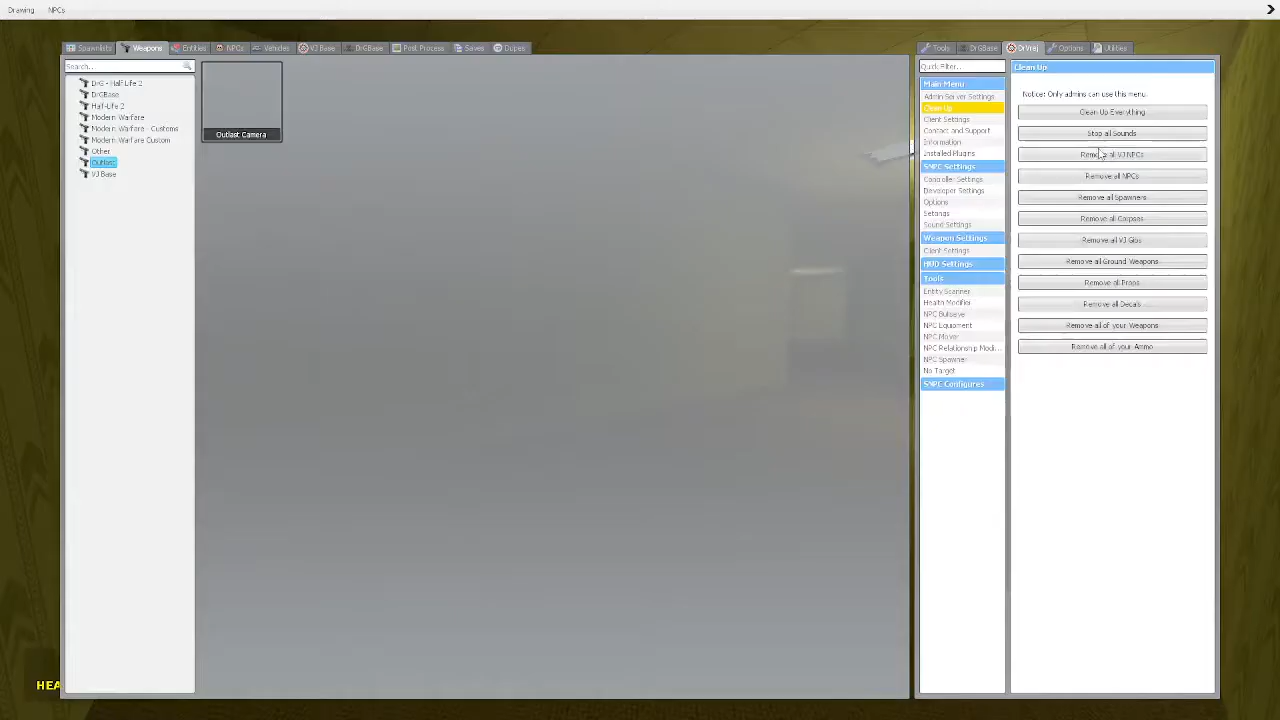 Drawing NPCs
Spawnlists Weapons Entities NPCs Vehicles VJ Base DrGBase Post Process Saves Dupes
Search...
DrG - Half Life 2
DrGBase
Half-Life 2
Modern Warfare
Modern Warfare - Customs
Modern Warfare Custom
Other
Outlast
VJ Base
Outlast Camera
Tools DrGBase DrVrej Options Utilities
Quick Filter...
Main Menu
Admin Server Settings
Clean Up
Client Settings
Contact and Support
Information
Installed Plugins
SNPC Settings
Controller Settings
Developer Settings
Options
Settings
Sound Settings
Weapon Settings
Client Settings
HUD Settings
Tools
Entity Scanner
Health Modifier
NPC Bullseye
NPC Equipment
NPC Mover
NPC Relationship Modi...
NPC Spawner
No Target
SNPC Configures
Clean Up
Notice: Only admins can use this menu.
Clean Up Everything
Stop all Sounds
Remove all VJ NPCs
Remove all NPCs
Remove all Spawners
Remove all Corpses
Remove all VJ Gibs
Remove all Ground Weapons
Remove all Props
Remove all Decals
Remove all of your Weapons
Remove all of your Ammo
HEA